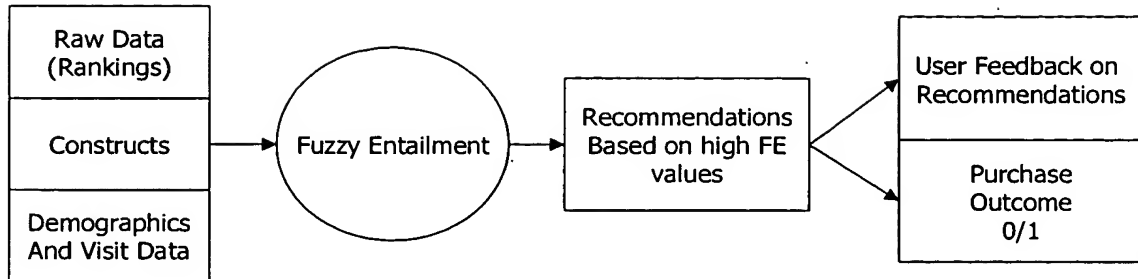 Raw Data
(Rankings)
Constructs
Demographics
And Visit Data
Fuzzy Entailment
Recommendations
Based on high FE
values
User Feedback on
Recommendations
Purchase
Outcome
0/1